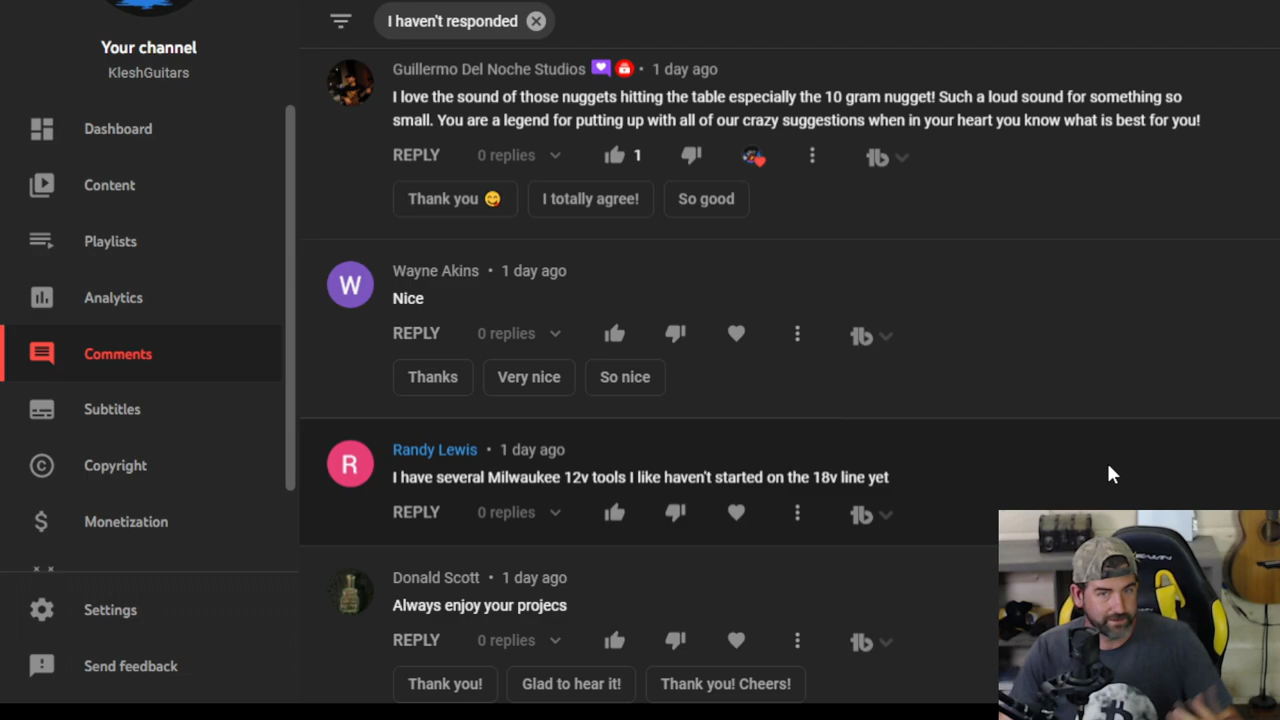 I haven't responded
Your channel
KleshGuitars
Dashboard
Content
Playlists
Analytics
Comments
Subtitles
Copyright
Monetization
Settings
Send feedback
Guillermo Del Noche Studios • 1 day ago
I love the sound of those nuggets hitting the table especially the 10 gram nugget! Such a loud sound for something so
small. You are a legend for putting up with all of our crazy suggestions when in your heart you know what is best for you!
REPLY 0 replies 1
Thank you 😋 I totally agree! So good
W
Wayne Akins • 1 day ago
Nice
REPLY 0 replies
Thanks Very nice So nice
R
Randy Lewis • 1 day ago
I have several Milwaukee 12v tools I like haven't started on the 18v line yet
REPLY 0 replies
Donald Scott • 1 day ago
Always enjoy your projecs
REPLY 0 replies
Thank you! Glad to hear it! Thank you! Cheers!